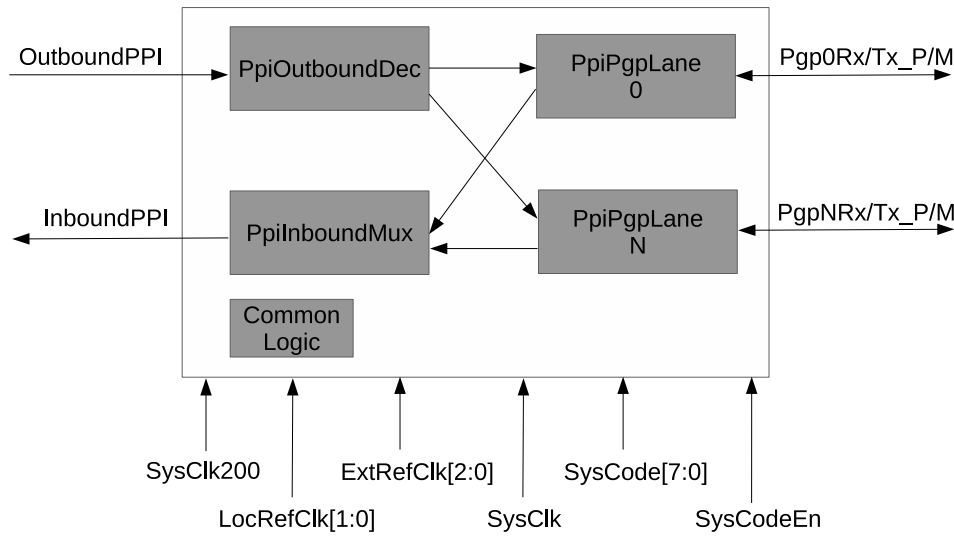 OutboundPPI
PpiOutboundDec
PpiPgpLane
0
Pgp0Rx/Tx_P/M
InboundPPI
PpiInboundMux
PpiPgpLane
N
PgpNRx/Tx_P/M
Common
Logic
SysClk200
ExtRefClk[2:0]
SysCode[7:0]
LocRefClk[1:0]
SysClk
SysCodeEn